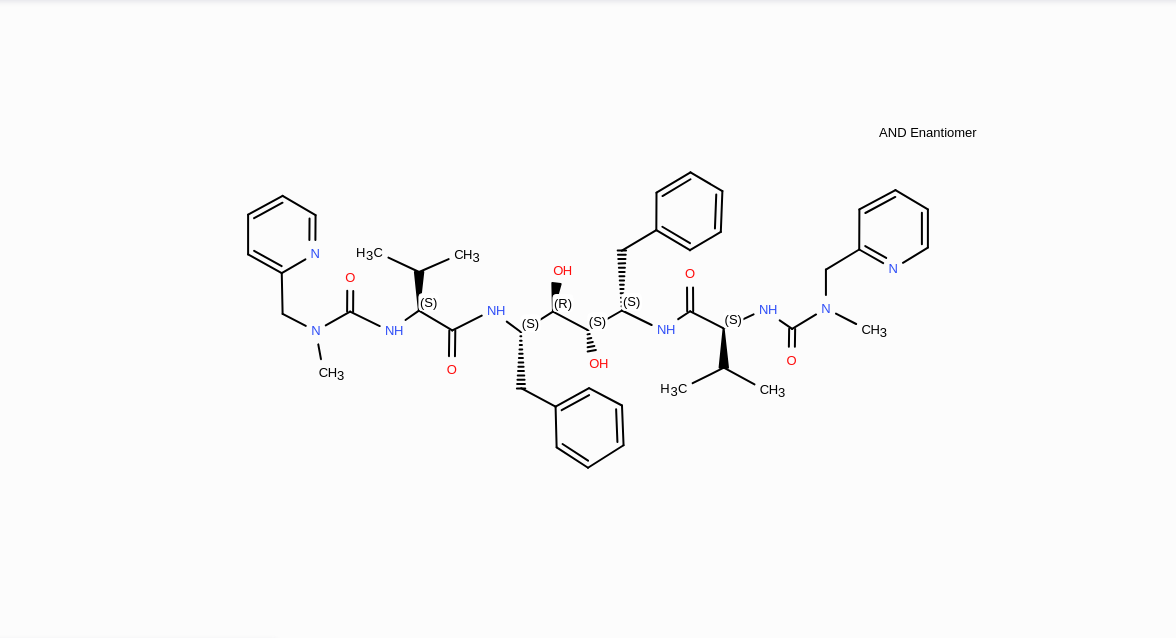 AND Enantiomer
N
H3C
CH3
O
(S)
NH
N
CH3
O
NH
(S)
OH
(R)
(S)
OH
(S)
NH
O
(S)
NH
O
N
CH3
N
H3C
CH3